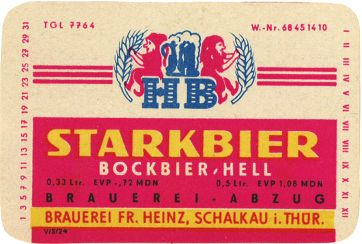 TGL 7764
W.-Nr. 68451410
HB
STARKBIER
BOCKBIER-HELL
0,33 Ltr. EVP -,72 MDN 0,5 Ltr. EVP 1,08 MDN
BRAUEREI-ABZUG
BRAUEREI FR. HEINZ, SCHALKAU i. THÜR.
V/5/24
1 3 5 7 9 11 13 15 17 19 21 23 25 27 29 31
I II III IV V VI VII VIII IX X XI